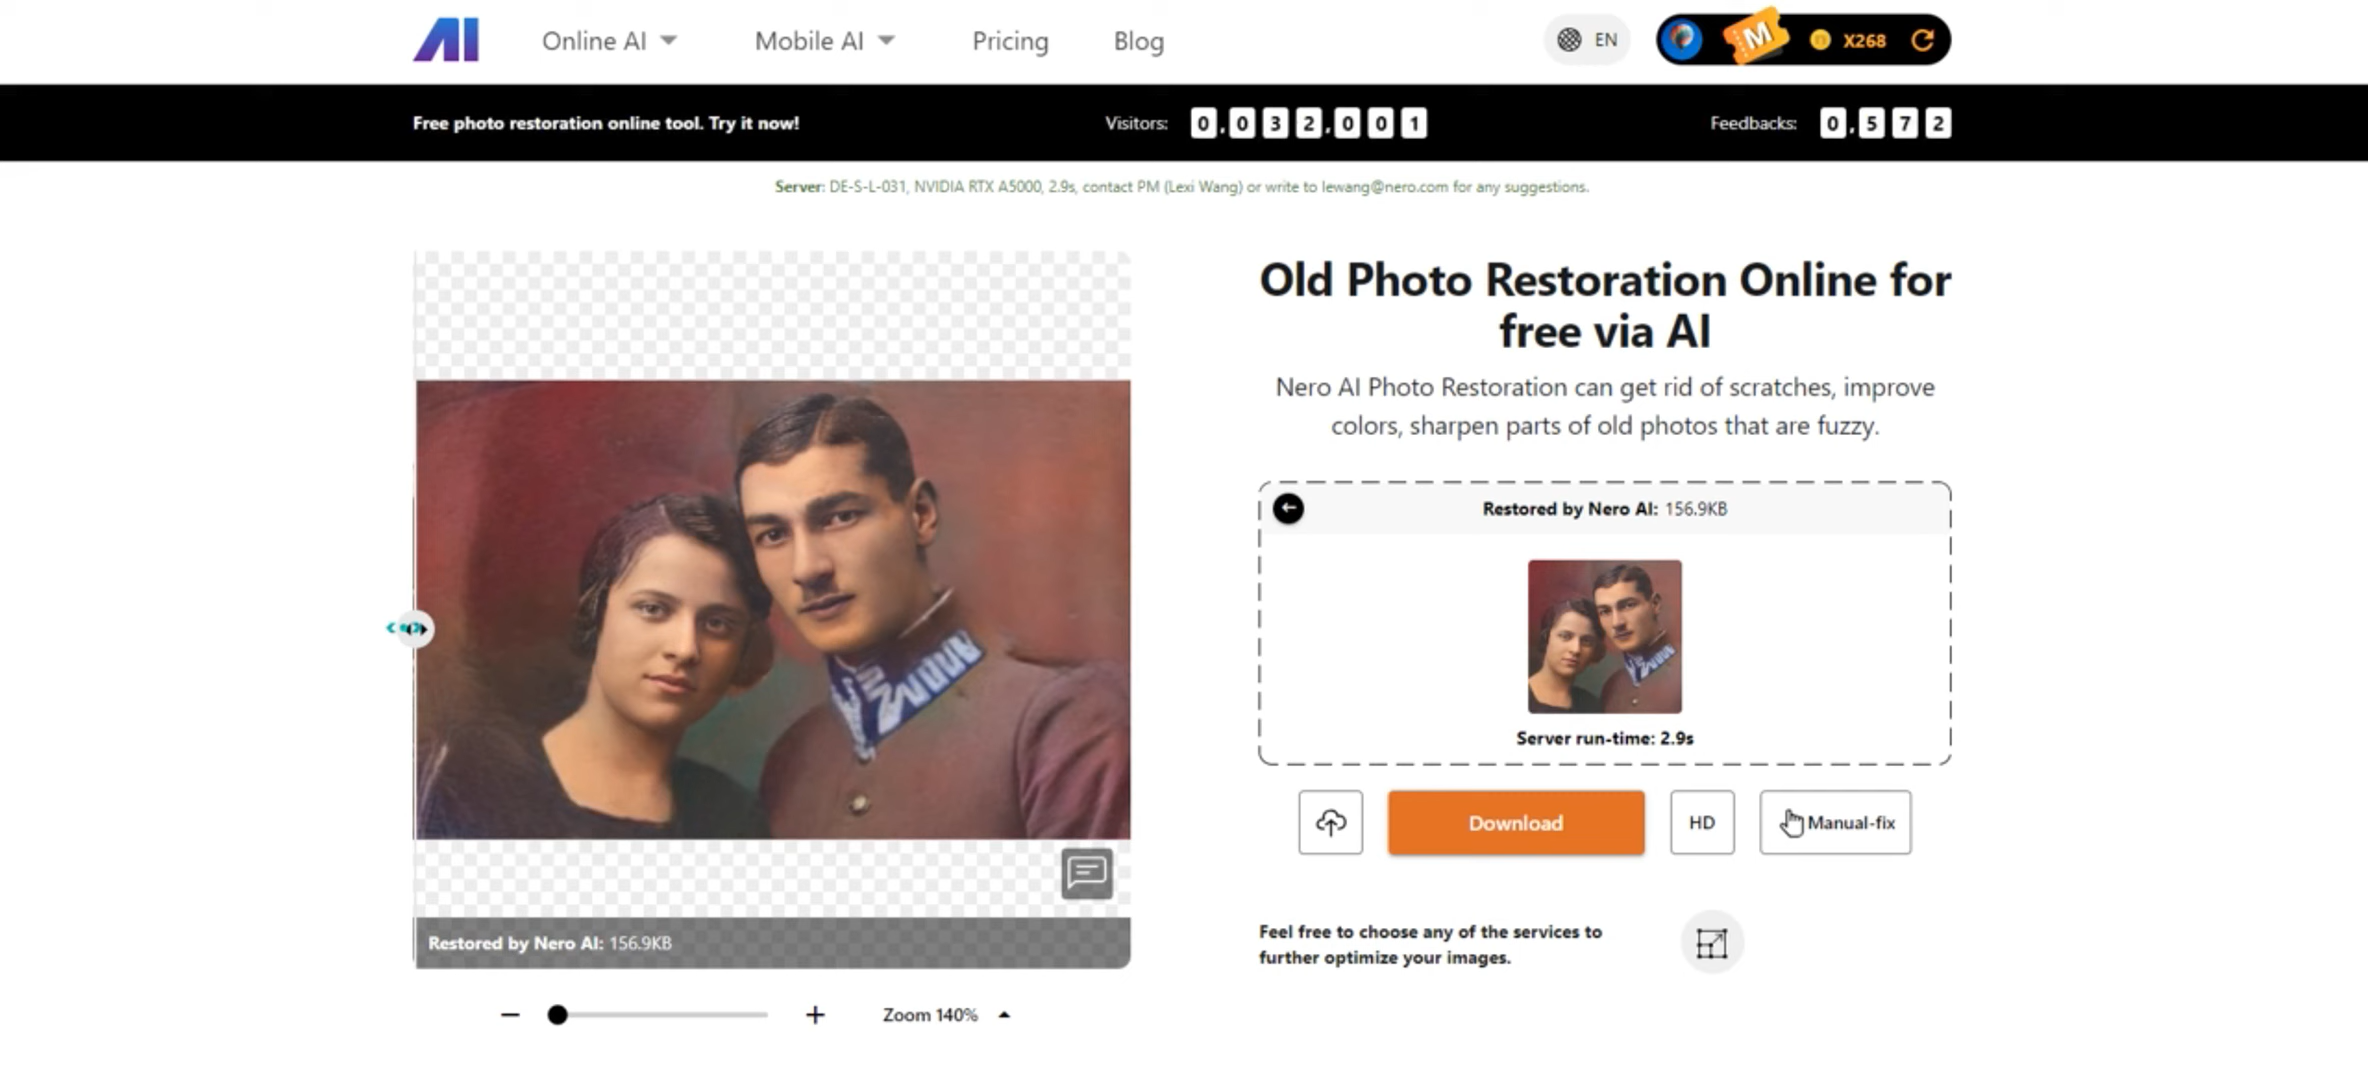 AI
Online AI
Mobile AI
Pricing
Blog
EN
M
X268
Free photo restoration online tool. Try it now!
Visitors: 0,032,001
Feedbacks: 0,572
Server: DE-S-L-031, NVIDIA RTX A5000, 2.9s, contact PM (Lexi Wang) or write to lewang@nero.com for any suggestions.
Old Photo Restoration Online for
free via AI
Nero AI Photo Restoration can get rid of scratches, improve
colors, sharpen parts of old photos that are fuzzy.
Restored by Nero AI: 156.9KB
Server run-time: 2.9s
Download
HD
Manual-fix
Feel free to choose any of the services to
further optimize your images.
Restored by Nero AI: 156.9KB
Zoom 140%